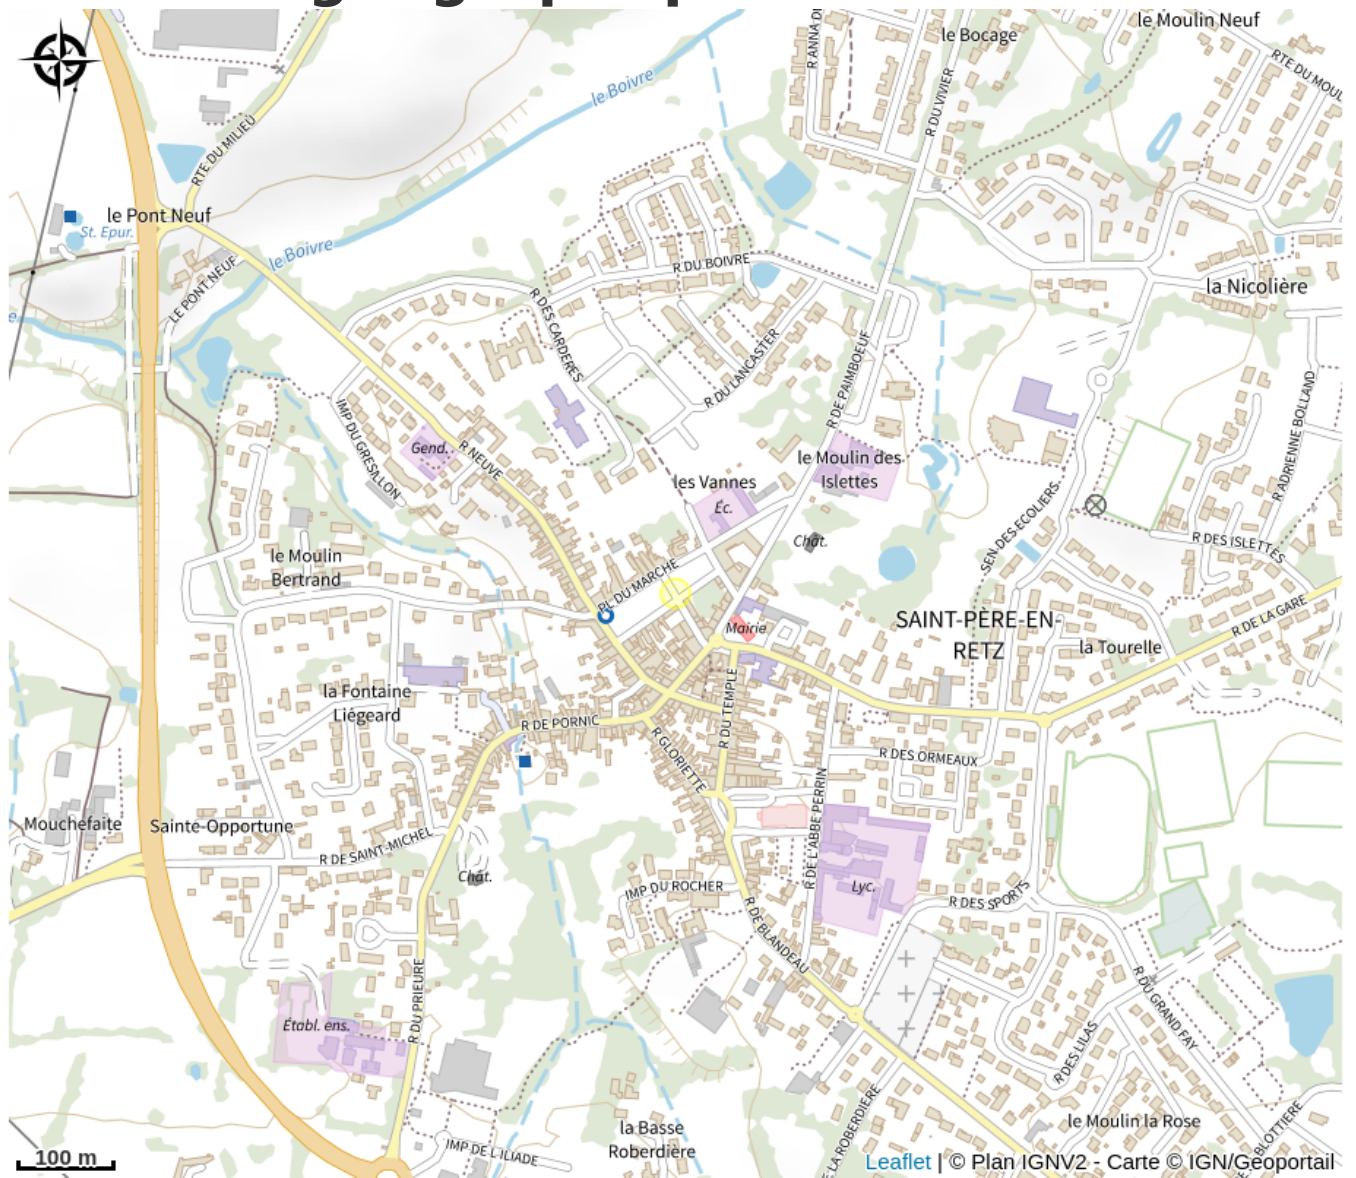 le Moulin Neuf
le Bocage
R ANNA D
RTE DU MOUL
R DU VIVIER
le Boivre
RTE DU MILIEU
le Pont Neuf
St. Epur.
le Boivre
LE PONT NEUF
R DU BOIVRE
la Nicolière
R DES CARDERES
R DU LANCASTER
R DE PAIMBOEUF
IMP DU GRESILLON
Gend.
R NEUVE
le Moulin des
Islettes
les Vannes
Éc.
R ADRIENNE BOLLAND
Chât.
SEN DES ECOLIERS
R DES ISLETTES
le Moulin
Bertrand
PL DU MARCHE
Mairie
SAINT-PÈRE-EN-
RETZ
R DE LA GARE
la Tourelle
la Fontaine
Liégeard
R DE PORNIC
R DU TEMPLE
R GLORIETTE
R DES ORMEAUX
Mouchefaite
Sainte-Opportune
R DE SAINT-MICHEL
R DE L'ABBE PERRIN
Chât.
IMP DU ROCHER
Lyc.
R DES SPORTS
R DE BLANDEAU
R DU PRIEURE
Établ. ens.
R DU GRAND FAY
R DES LILAS
le Moulin la Rose
la Basse
Roberdière
IMP DE L'ILIADE
E LA ROBERDIERE
BLOTTIERE
100 m
Leaflet | © Plan IGNV2 - Carte © IGN/Geoportail